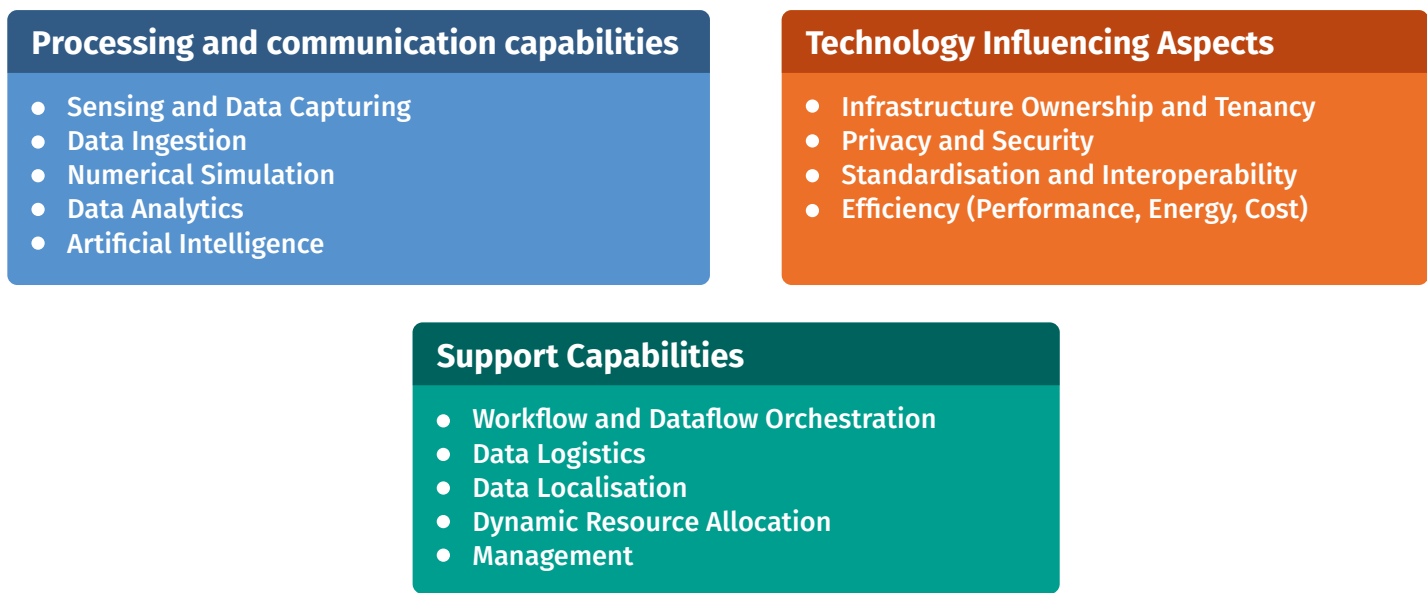 Processing and communication capabilities
Sensing and Data Capturing
Data Ingestion
Numerical Simulation
Data Analytics
Artificial Intelligence
Technology Influencing Aspects
Infrastructure Ownership and Tenancy
Privacy and Security
Standardisation and Interoperability
Efficiency (Performance, Energy, Cost)
Support Capabilities
Workflow and Dataflow Orchestration
Data Logistics
Data Localisation
Dynamic Resource Allocation
Management